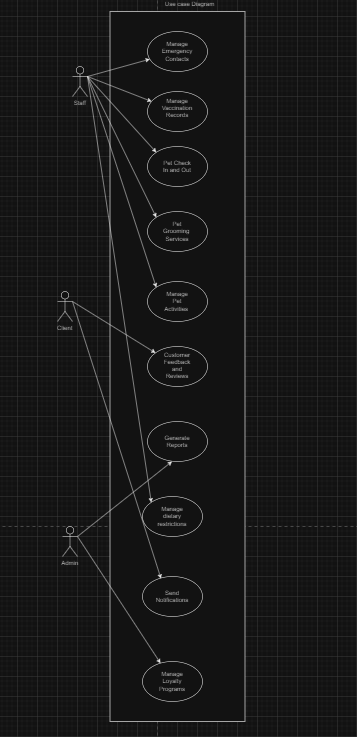 Use case Diagram
Manage
Emergency
Contacts
Staff
Manage
Vaccination
Records
Pet Check
In and Out
Pet
Grooming
Services
Manage
Pet
Activities
Client
Customer
Feedback
and
Reviews
Generate
Reports
Manage
dietary
restrictions
Admin
Send
Notifications
Manage
Loyalty
Programs